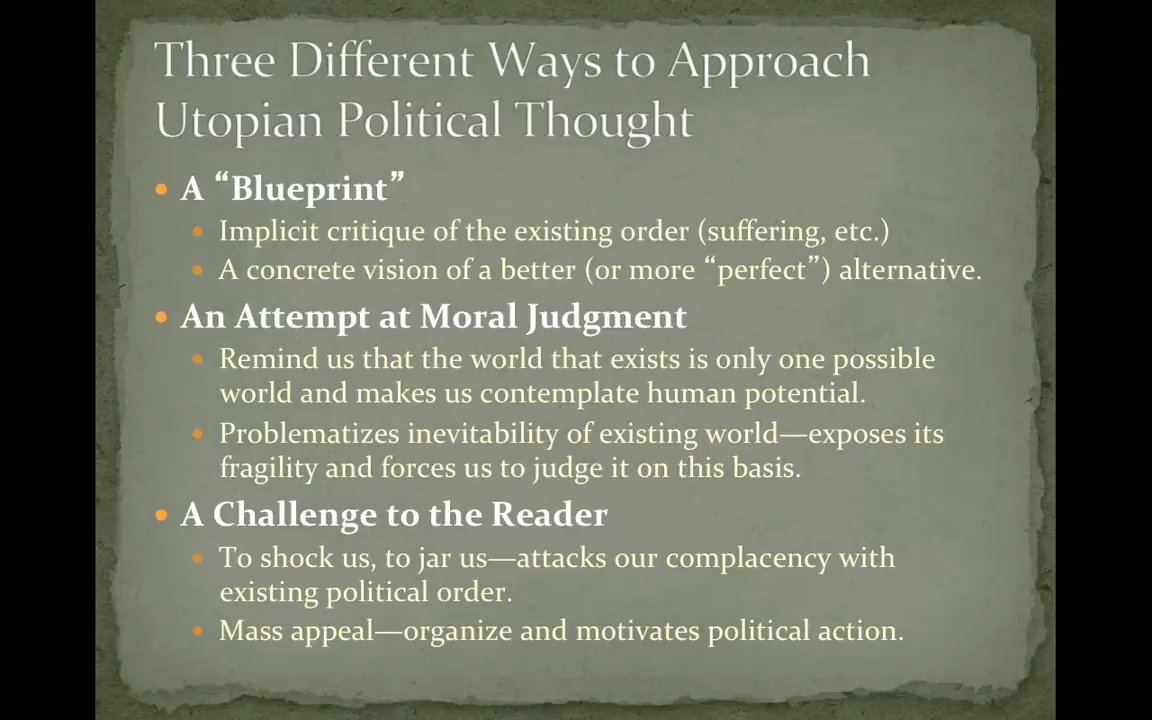 Three Different Ways to Approach
Utopian Political Thought
• A “Blueprint”
• Implicit critique of the existing order (suffering, etc.)
• A concrete vision of a better (or more “perfect”) alternative.
• An Attempt at Moral Judgment
• Remind us that the world that exists is only one possible
world and makes us contemplate human potential.
• Problematizes inevitability of existing world—exposes its
fragility and forces us to judge it on this basis.
• A Challenge to the Reader
• To shock us, to jar us—attacks our complacency with
existing political order.
• Mass appeal—organize and motivates political action.